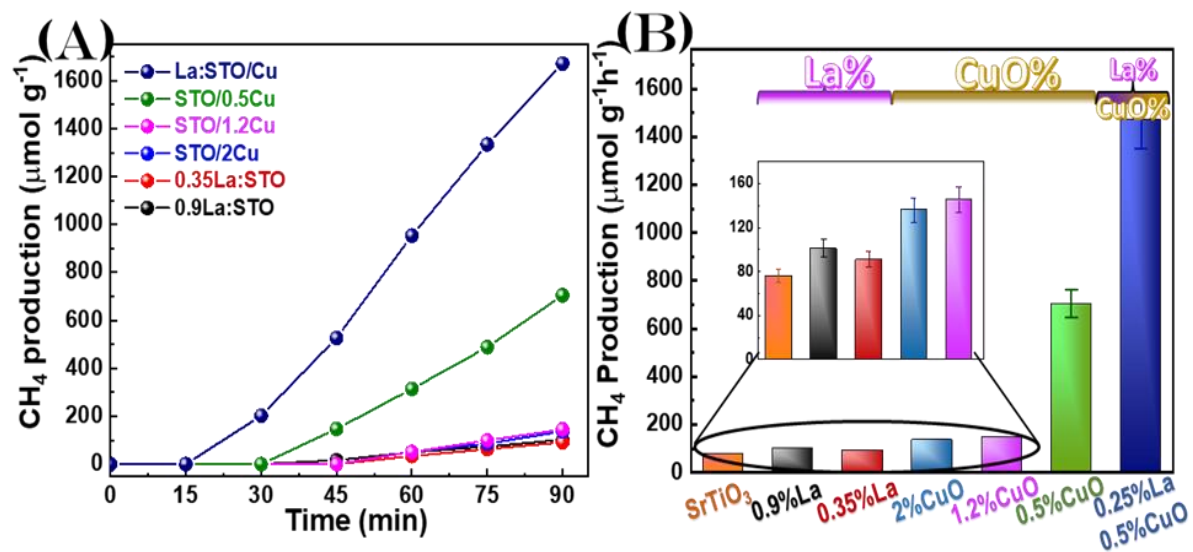 (A)
CH4 production (μmol g-1)
1600
1400
1200
1000
800
600
400
200
0
La:STO/Cu
STO/0.5Cu
STO/1.2Cu
STO/2Cu
0.35La:STO
0.9La:STO
0 15 30 45 60 75 90
Time (min)
(B)
CH4 Production (μmol g-1h-1)
1600
1400
1200
1000
800
600
400
200
0
La%
CuO%
La%
CuO%
160
120
80
40
0
SrTiO3
0.9%La
0.35%La
2%CuO
1.2%CuO
0.5%CuO
0.25%La
0.5%CuO